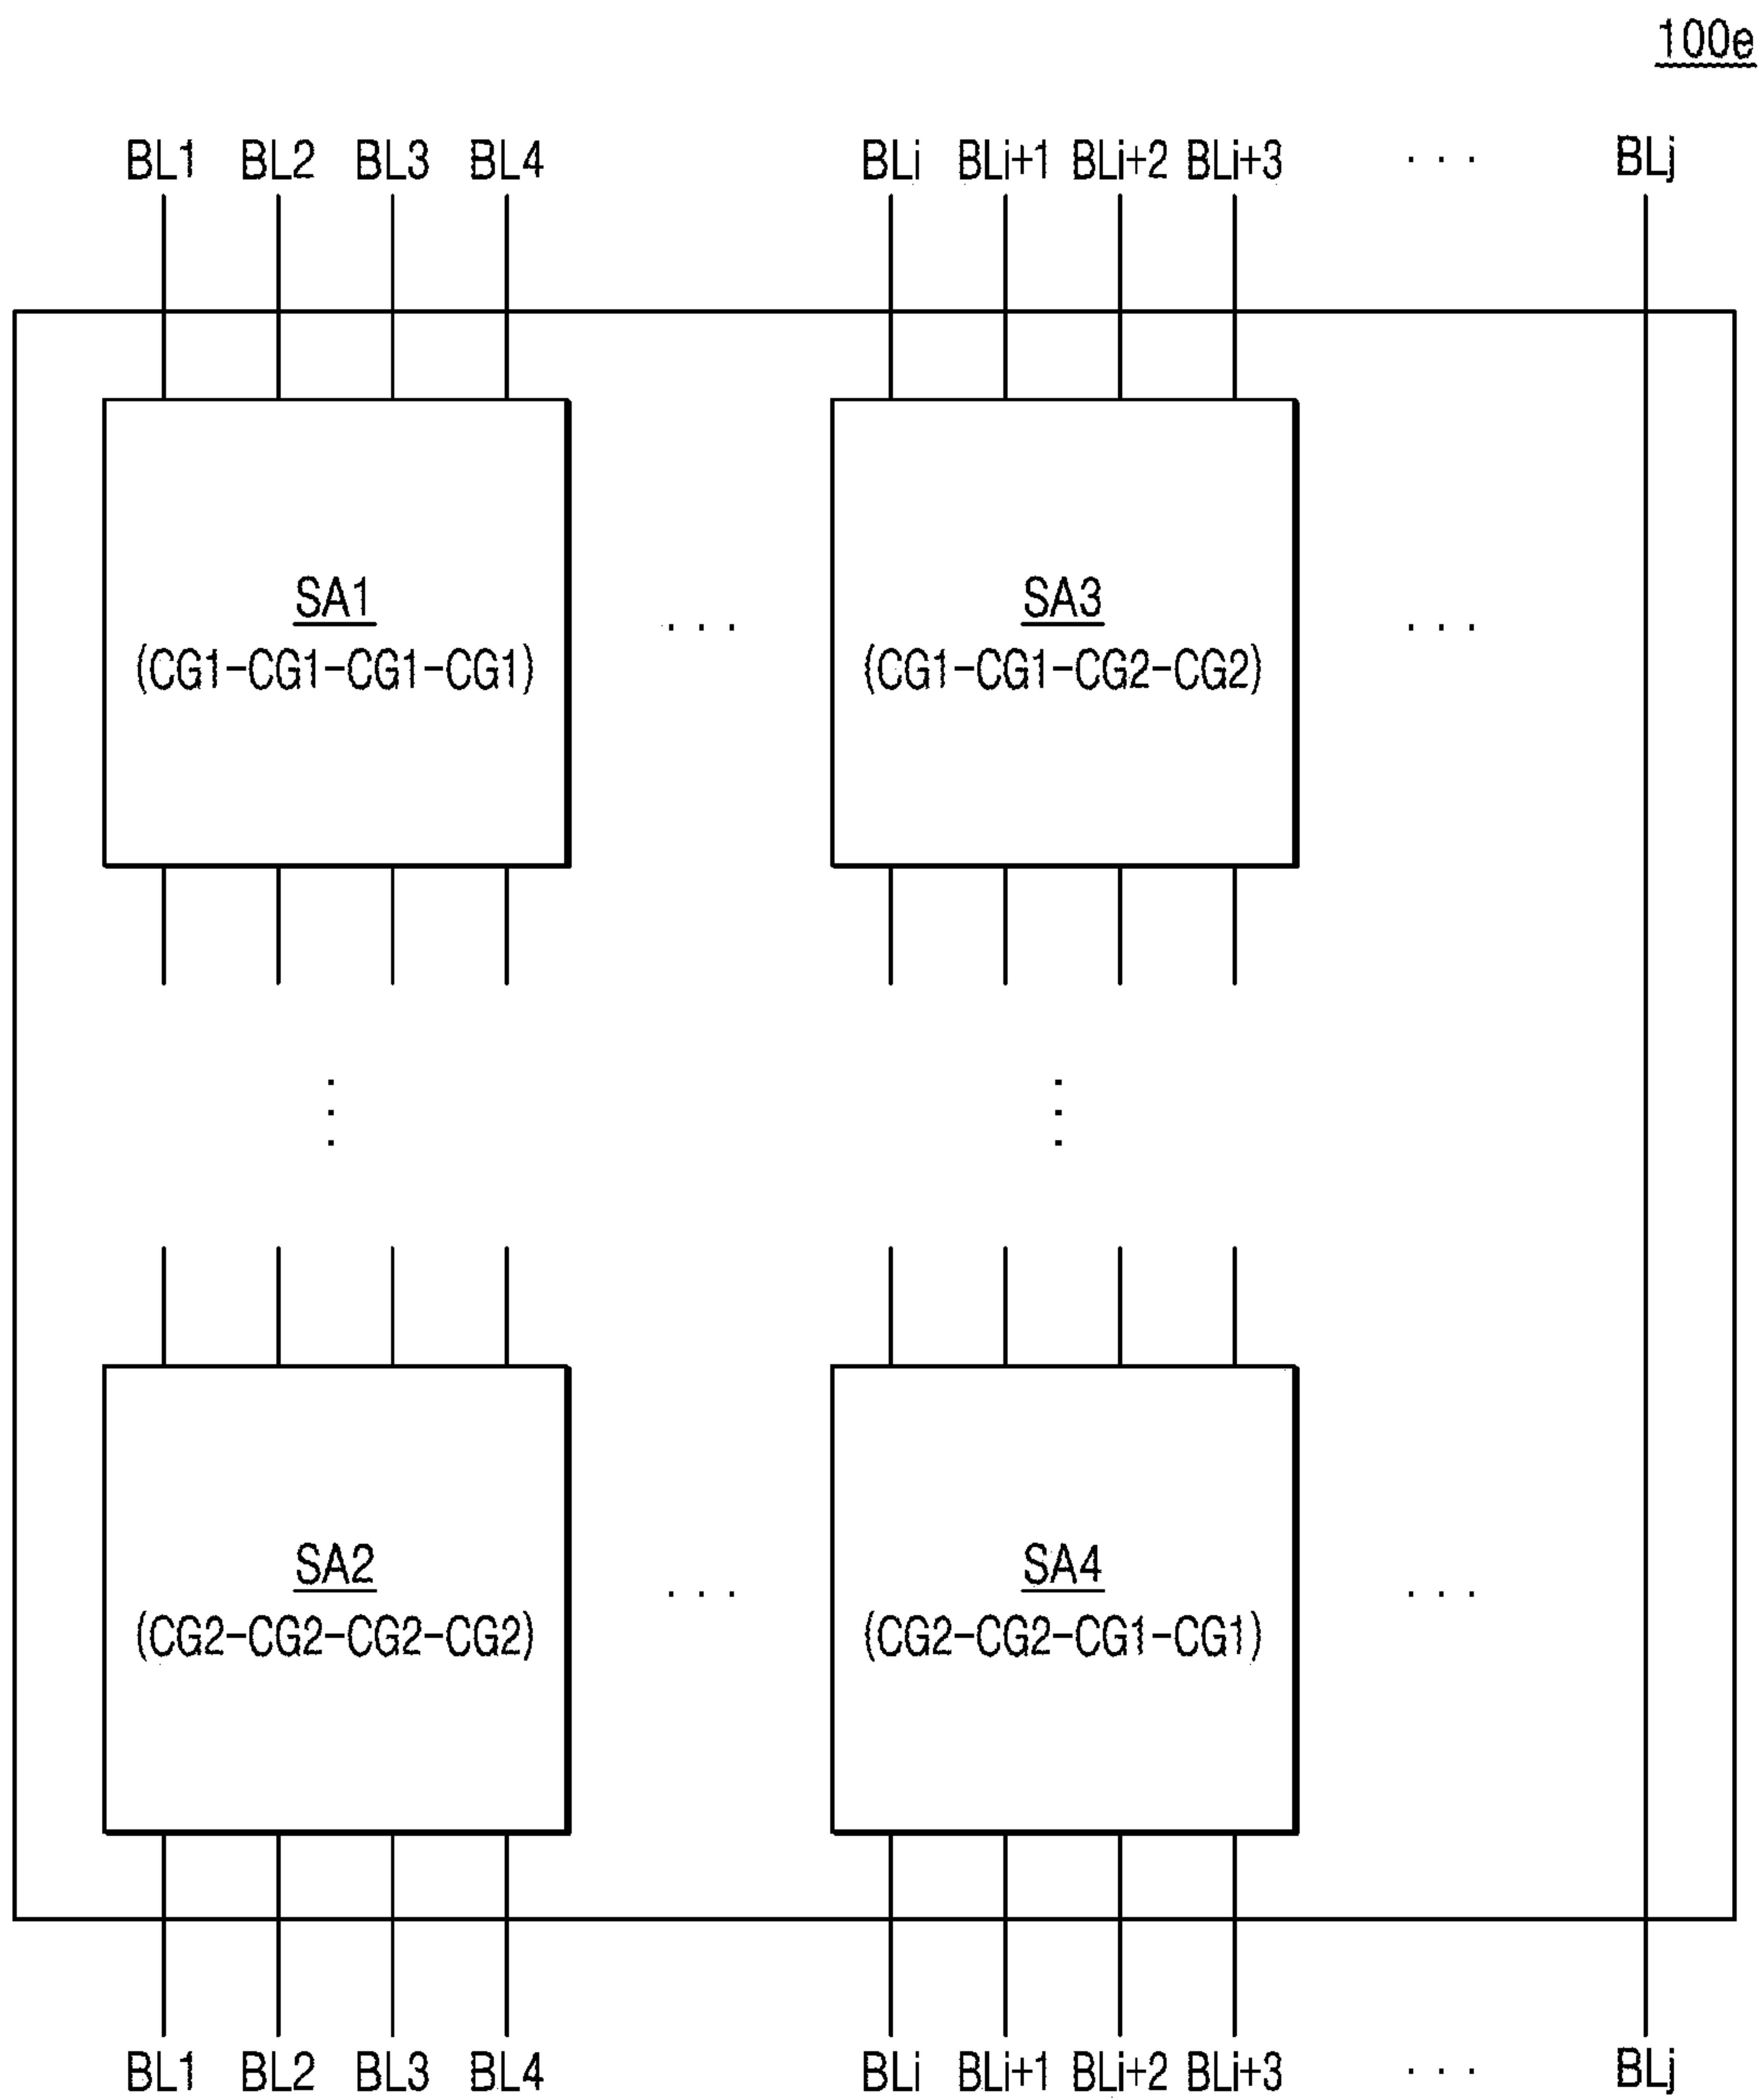 100e
BL1 BL2 BL3 BL4 BLi BLi+1 BLi+2 BLi+3 · · · BLj
SA1 · · · SA3 · · ·
(CG1-CG1-CG1-CG1) (CG1-CG1-CG2-CG2)
SA2 · · · SA4 · · ·
(CG2-CG2-CG2-CG2) (CG2-CG2-CG1-CG1)
BL1 BL2 BL3 BL4 BLi BLi+1 BLi+2 BLi+3 · · · BLj